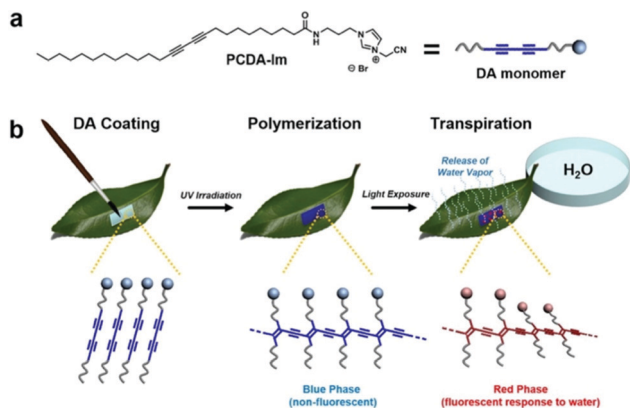 a
O
N
H
N
N
⊕
CN
⊖ Br
PCDA-Im
=
DA monomer
b
DA Coating
Polymerization
Transpiration
UV Irradiation
Light Exposure
Release of
Water Vapor
H₂O
Blue Phase
(non-fluorescent)
Red Phase
(fluorescent response to water)